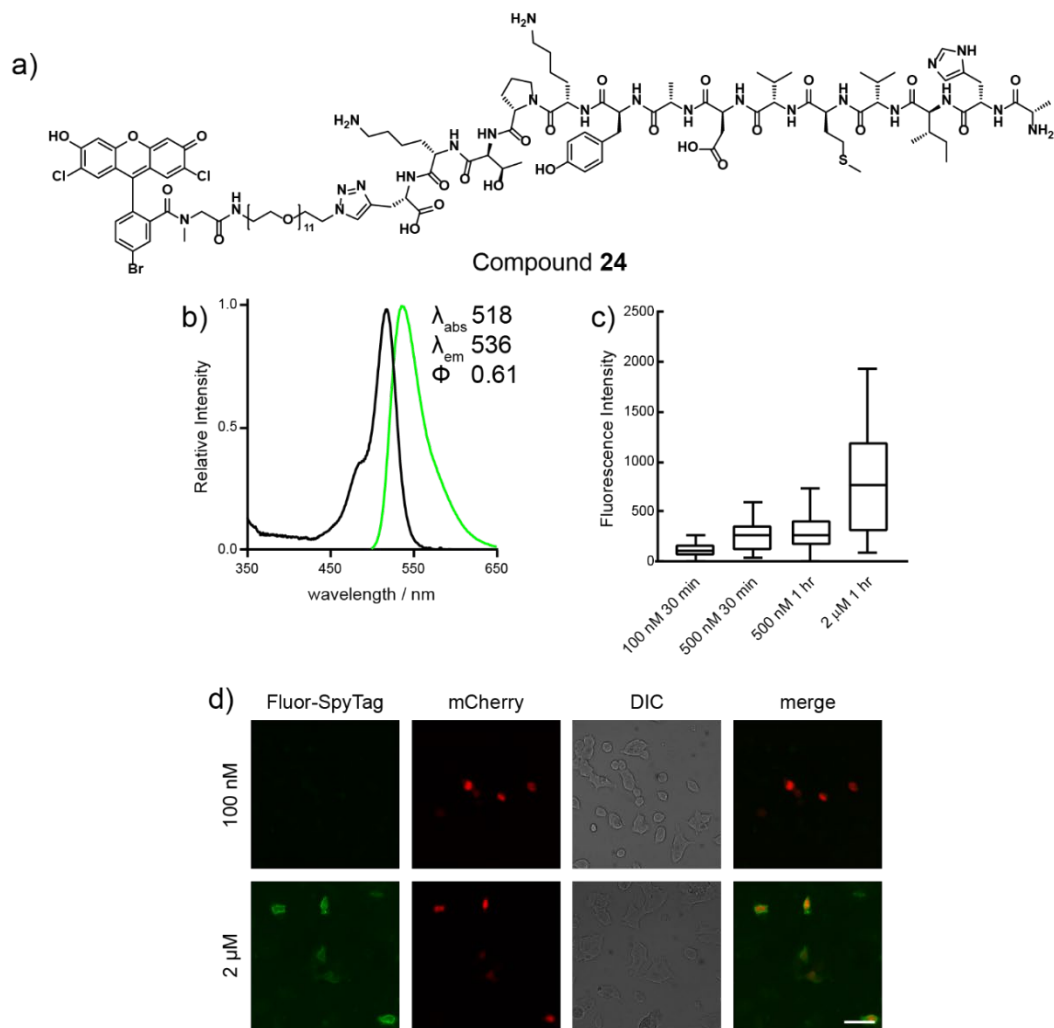 a)
H₂N
N
NH
O
H
N
O
H
N
O
O
H
N
O
H
N
O
H₂N
O
N
N
H
O
N
H
O
N
H
O
N
H
O
N
H
NH₂
HO
O
O
O
H
N
HO
S
HO
O
Cl
Cl
O
O
H
N
N
O
11
N
N
N
NH
O
N
H
O
OH
HO
O
Br
Compound 24
b)
λabs 518
λem 536
Φ 0.61
Relative Intensity
1.0
0.5
0.0
350
450
550
650
wavelength / nm
c)
Fluorescence Intensity
2500
2000
1500
1000
500
0
100 nM 30 min
500 nM 30 min
500 nM 1 hr
2 μM 1 hr
d)
Fluor-SpyTag
mCherry
DIC
merge
100 nM
2 μM